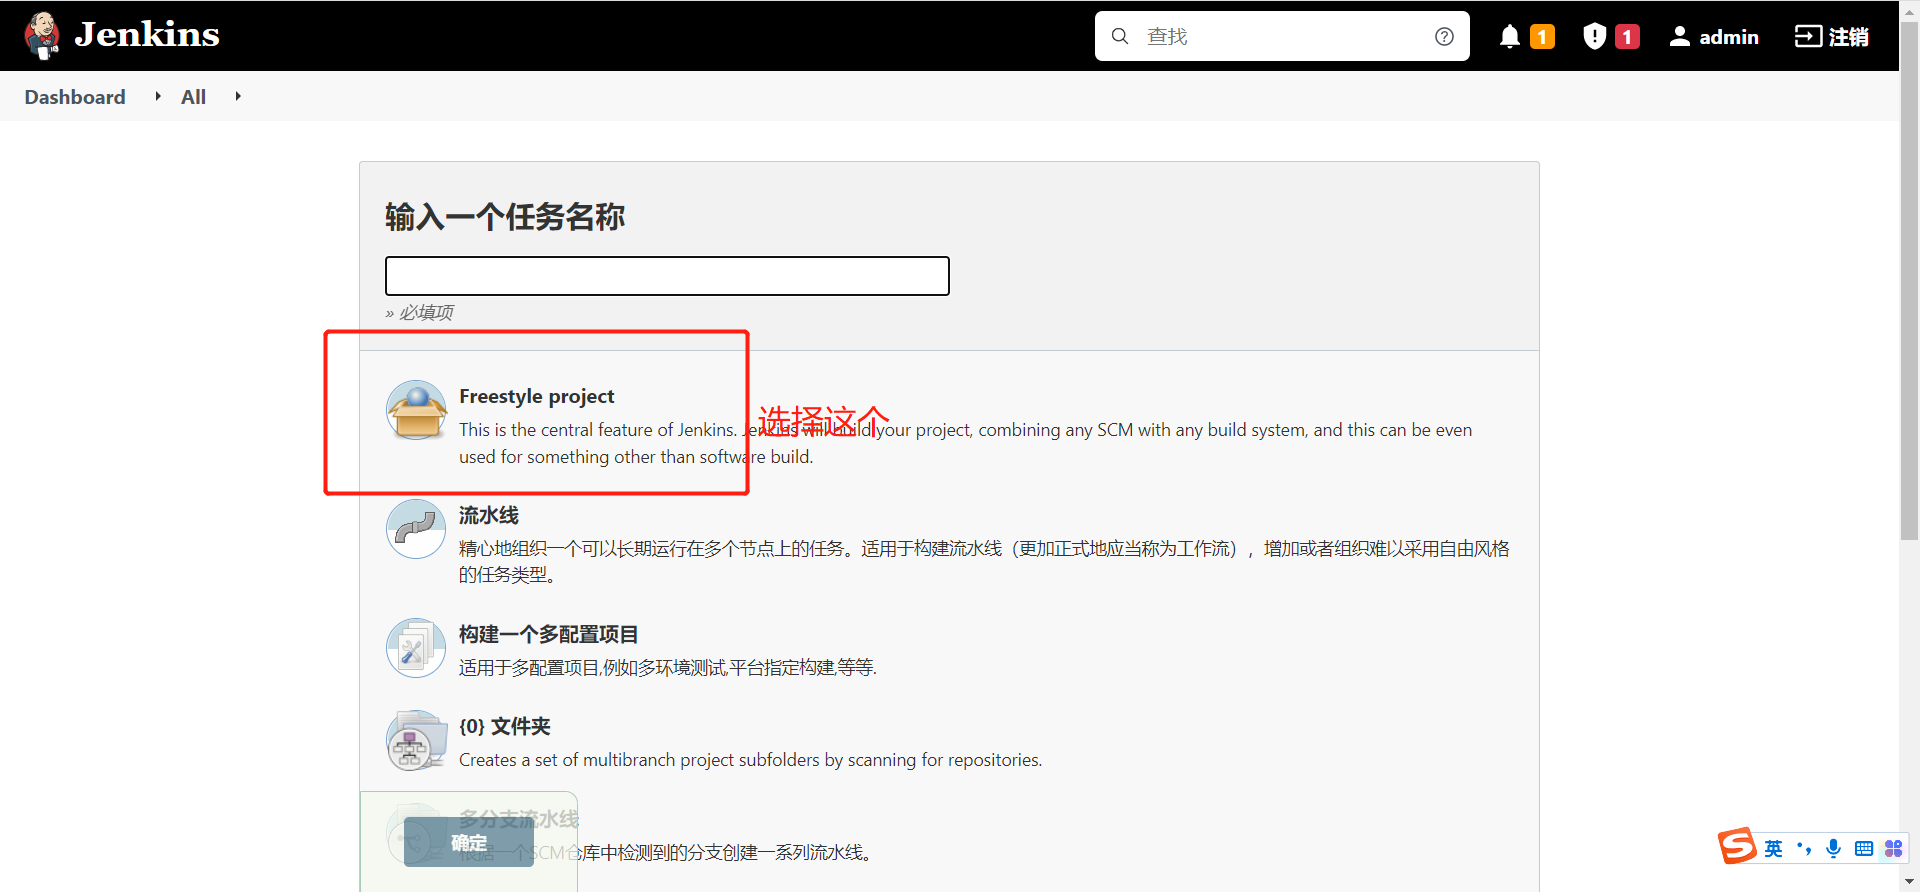 Jenkins
查找
1
1
admin
注销
Dashboard
All
输入一个任务名称
» 必填项
Freestyle project
选择这个
This is the central feature of Jenkins. Jenkins will build your project, combining any SCM with any build system, and this can be even
used for something other than software build.
流水线
精心地组织一个可以长期运行在多个节点上的任务。适用于构建流水线（更加正式地应当称为工作流），增加或者组织难以采用自由风格
的任务类型。
构建一个多配置项目
适用于多配置项目,例如多环境测试,平台指定构建,等等.
{0} 文件夹
Creates a set of multibranch project subfolders by scanning for repositories.
多分支流水线
确定
根据一个SCM仓库中检测到的分支创建一系列流水线。
英